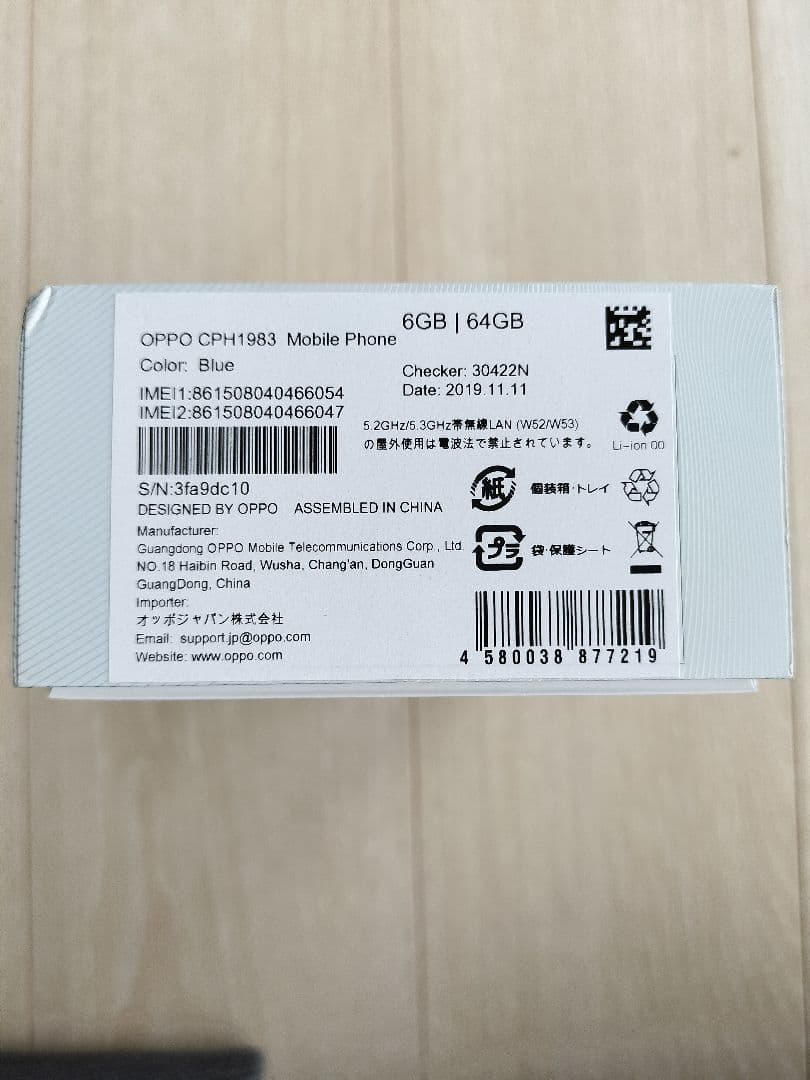 6GB | 64GB
OPPO CPH1983 Mobile Phone
Color: Blue
Checker: 30422N
Date: 2019.11.11
IMEI1:861508040466054
IMEI2:861508040466047
5.2GHz/5.3GHz帯無線LAN (W52/W53)
の屋外使用は電波法で禁止されています。
Li-ion 00
S/N:3fa9dc10
紙 個装箱・トレイ
DESIGNED BY OPPO ASSEMBLED IN CHINA
Manufacturer:
Guangdong OPPO Mobile Telecommunications Corp., Ltd.
NO.18 Haibin Road, Wusha, Chang'an, DongGuan
GuangDong, China
プラ 袋・保護シート
Importer:
オッポジャパン株式会社
Email: support.jp@oppo.com
Website: www.oppo.com
4 580038 877219